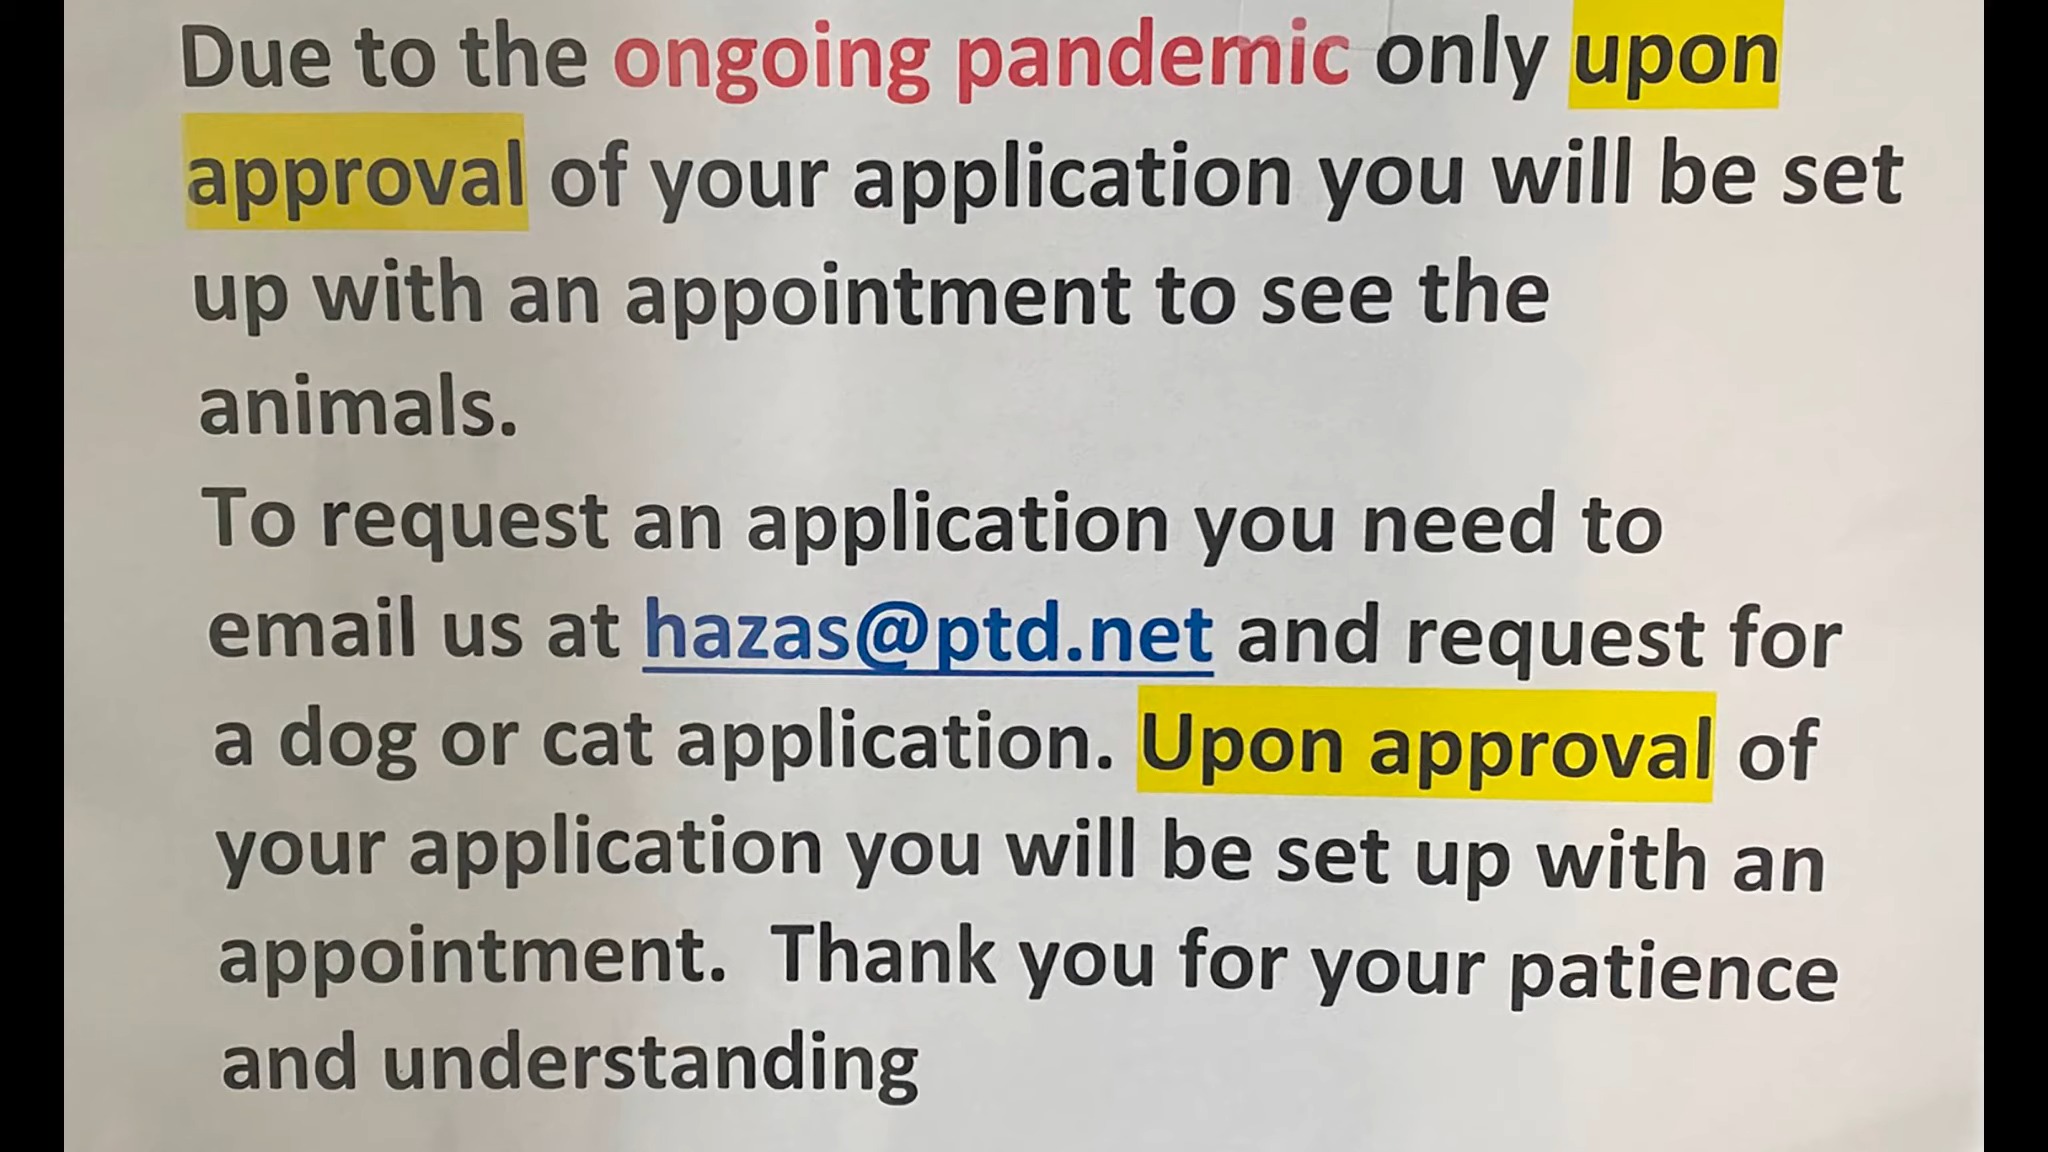 Due to the ongoing pandemic only upon
approval of your application you will be set
up with an appointment to see the
animals.
To request an application you need to
email us at hazas@ptd.net and request for
a dog or cat application. Upon approval of
your application you will be set up with an
appointment.  Thank you for your patience
and understanding